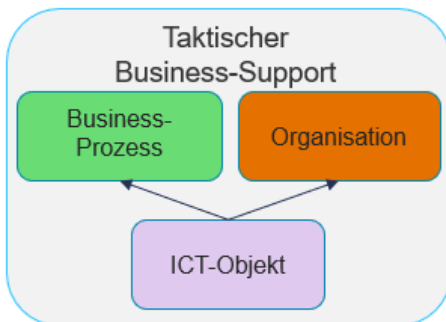 Taktischer
Business-Support
Business-
Prozess
Organisation
ICT-Objekt